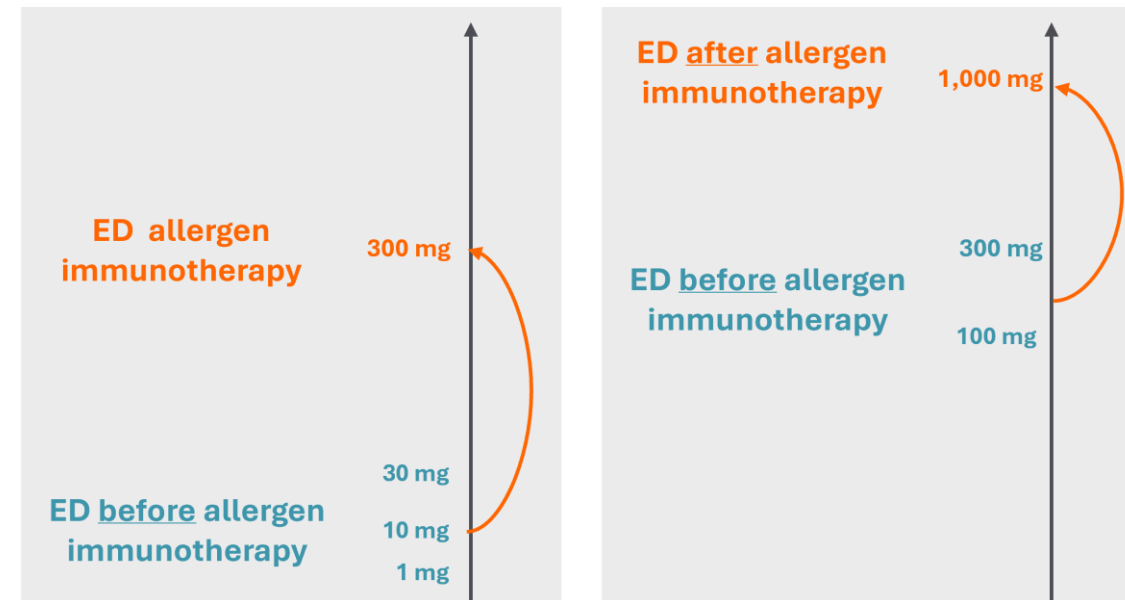 ED allergen
immunotherapy
300 mg
30 mg
ED before allergen
immunotherapy
10 mg
1 mg
ED after allergen
immunotherapy
1,000 mg
300 mg
ED before allergen
immunotherapy
100 mg